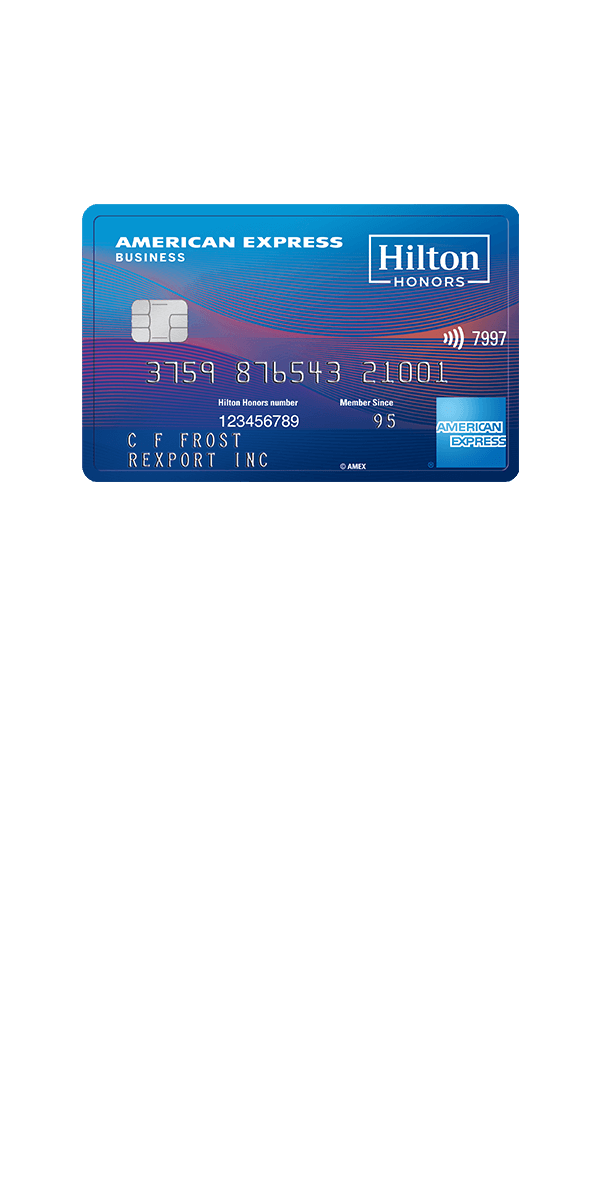 AMERICAN EXPRESS
BUSINESS
Hilton
HONORS
7997
3759 876543 21001
Hilton Honors number
Member Since
123456789
95
C F FROST
REXPORT INC
© AMEX
®
AMERICAN
EXPRESS